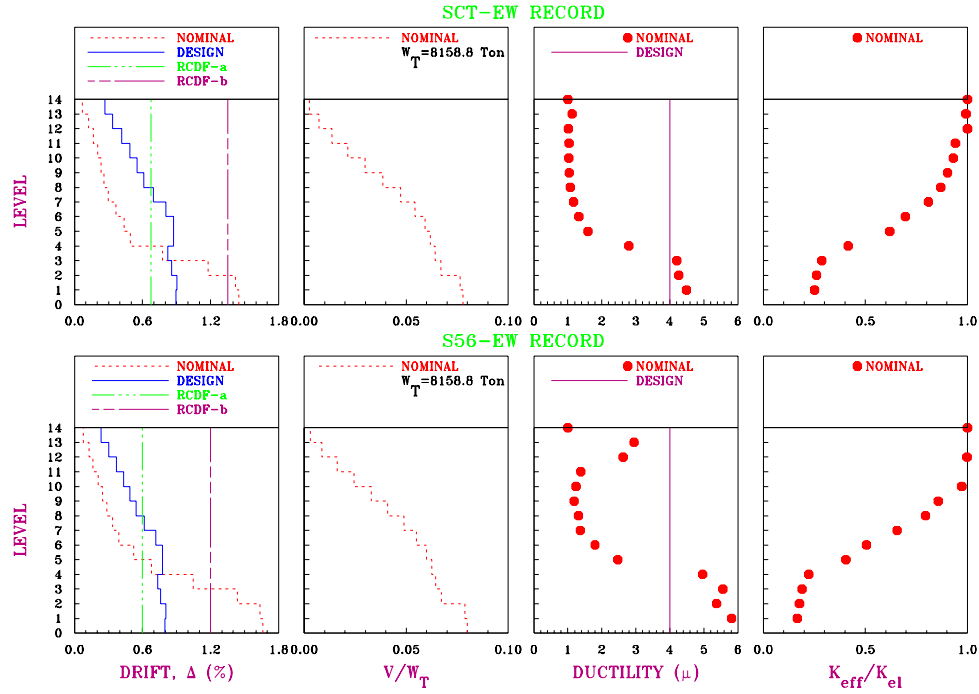 SCT-EW RECORD
NOMINAL
DESIGN
RCDF-a
RCDF-b
NOMINAL
W_T=8158.8 Ton
NOMINAL
DESIGN
NOMINAL
LEVEL
14
13
12
11
10
9
8
7
6
5
4
3
2
1
0
0.0 0.6 1.2 1.8
0.00 0.05 0.10
0 1 2 3 4 5 6
0.0 0.5 1.0
S56-EW RECORD
NOMINAL
DESIGN
RCDF-a
RCDF-b
NOMINAL
W_T=8158.8 Ton
NOMINAL
DESIGN
NOMINAL
LEVEL
14
13
12
11
10
9
8
7
6
5
4
3
2
1
0
0.0 0.6 1.2 1.8
0.00 0.05 0.10
0 1 2 3 4 5 6
0.0 0.5 1.0
DRIFT, Δ (%)
V/W_T
DUCTILITY (μ)
K_eff/K_el